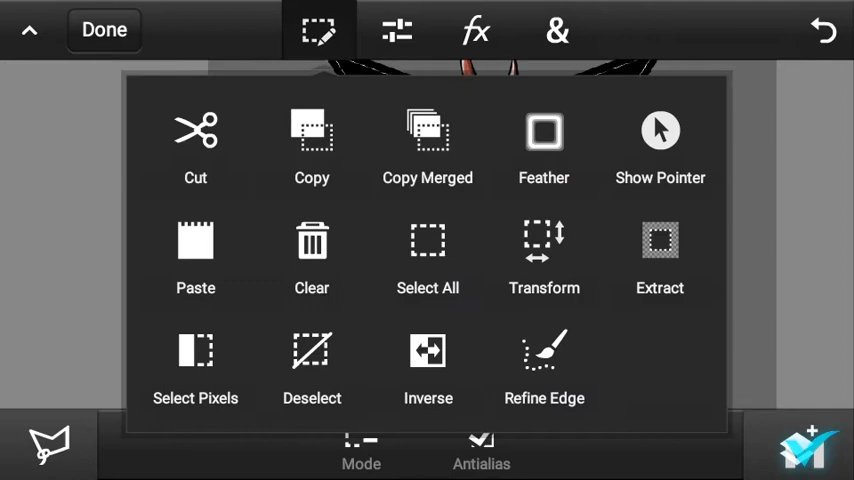 Done
fx
&
Cut
Copy
Copy Merged
Feather
Show Pointer
Paste
Clear
Select All
Transform
Extract
Select Pixels
Deselect
Inverse
Refine Edge
Mode
Antialias